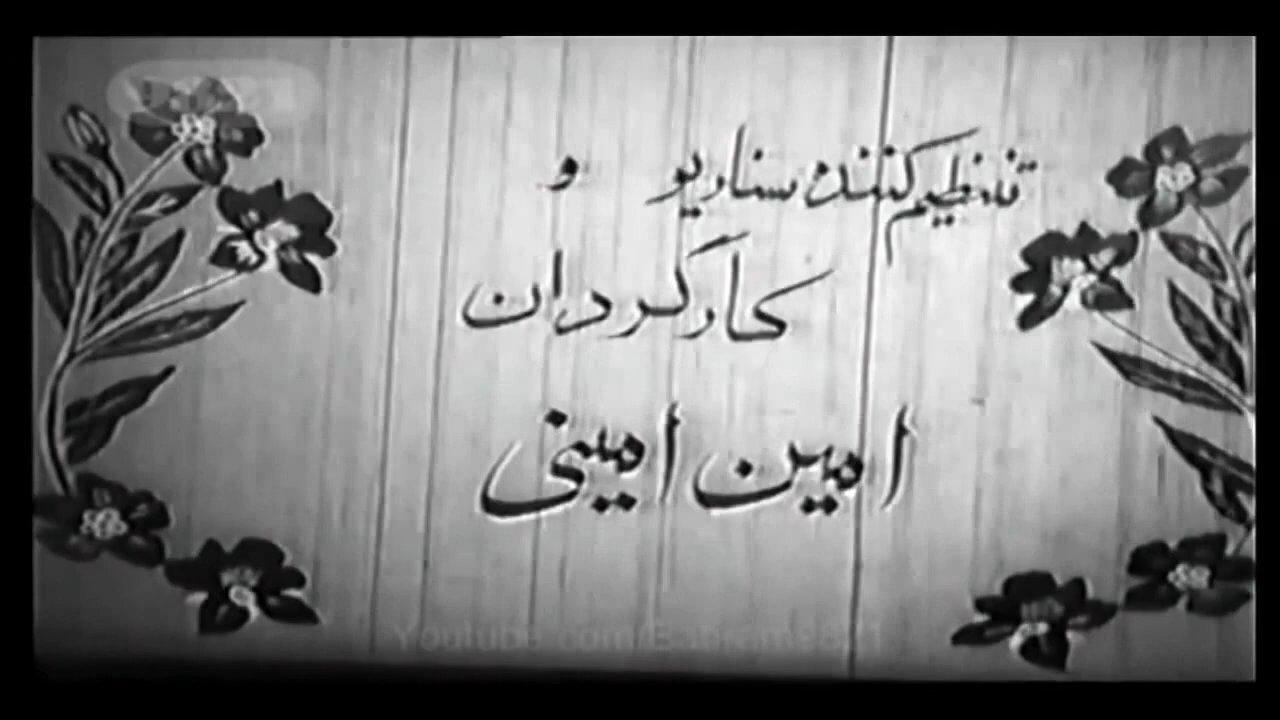 تنظیم کننده سناریو و
کارگردان
امین امینی